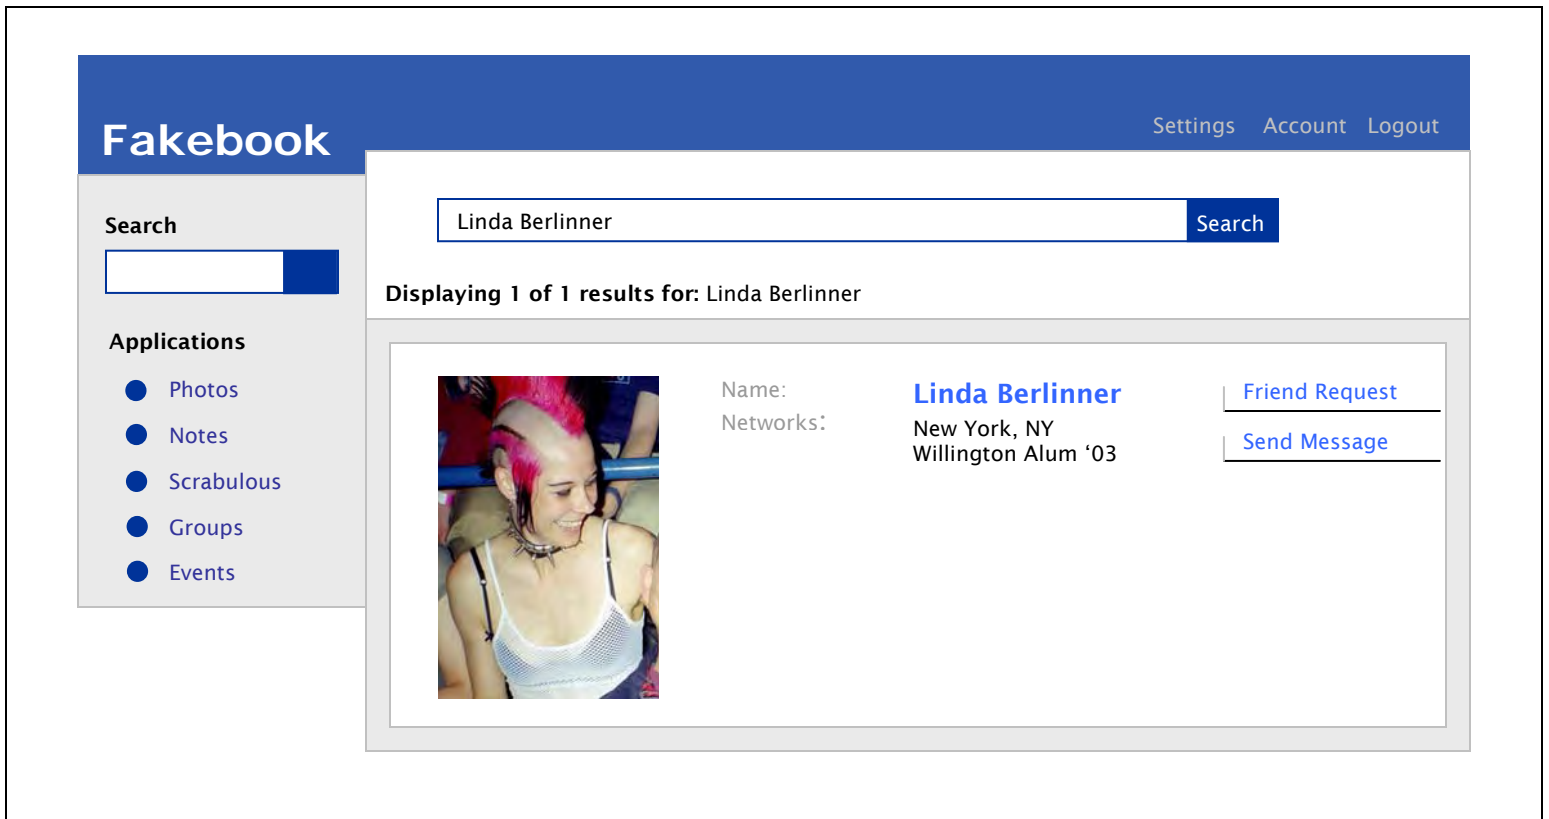 Fakebook
Settings Account Logout
Search
Linda Berlinner
Search
Displaying 1 of 1 results for: Linda Berlinner
Applications
Photos
Notes
Scrabulous
Groups
Events
Name: Linda Berlinner
Networks: New York, NY
Willington Alum ‘03
Friend Request
Send Message